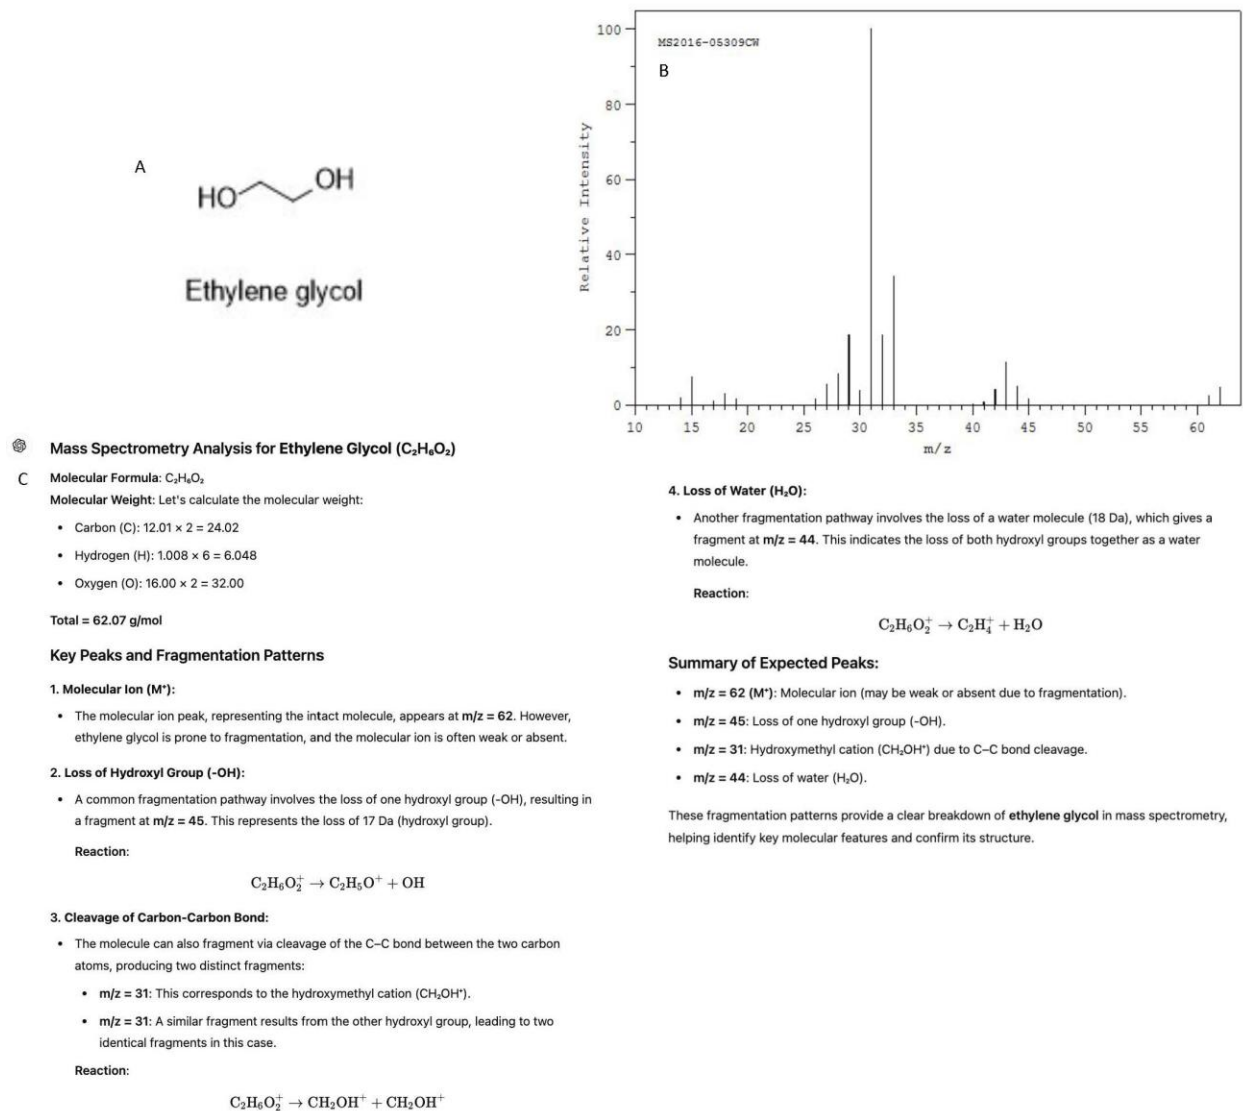 A
HO
OH
Ethylene glycol
MS2016-05309CW
B
Relative Intensity
100
80
60
40
20
0
10 15 20 25 30 35 40 45 50 55 60
m/z
Mass Spectrometry Analysis for Ethylene Glycol (C₂H₆O₂)
C
Molecular Formula: C₂H₆O₂
Molecular Weight: Let's calculate the molecular weight:
• Carbon (C): 12.01 × 2 = 24.02
• Hydrogen (H): 1.008 × 6 = 6.048
• Oxygen (O): 16.00 × 2 = 32.00
Total = 62.07 g/mol
Key Peaks and Fragmentation Patterns
1. Molecular Ion (M⁺):
• The molecular ion peak, representing the intact molecule, appears at m/z = 62. However,
ethylene glycol is prone to fragmentation, and the molecular ion is often weak or absent.
2. Loss of Hydroxyl Group (-OH):
• A common fragmentation pathway involves the loss of one hydroxyl group (-OH), resulting in
a fragment at m/z = 45. This represents the loss of 17 Da (hydroxyl group).
Reaction:
C₂H₆O₂⁺ → C₂H₅O⁺ + OH
3. Cleavage of Carbon-Carbon Bond:
• The molecule can also fragment via cleavage of the C–C bond between the two carbon
atoms, producing two distinct fragments:
• m/z = 31: This corresponds to the hydroxymethyl cation (CH₂OH⁺).
• m/z = 31: A similar fragment results from the other hydroxyl group, leading to two
identical fragments in this case.
Reaction:
C₂H₆O₂⁺ → CH₂OH⁺ + CH₂OH⁺
4. Loss of Water (H₂O):
• Another fragmentation pathway involves the loss of a water molecule (18 Da), which gives a
fragment at m/z = 44. This indicates the loss of both hydroxyl groups together as a water
molecule.
Reaction:
C₂H₆O₂⁺ → C₂H₄⁺ + H₂O
Summary of Expected Peaks:
• m/z = 62 (M⁺): Molecular ion (may be weak or absent due to fragmentation).
• m/z = 45: Loss of one hydroxyl group (-OH).
• m/z = 31: Hydroxymethyl cation (CH₂OH⁺) due to C–C bond cleavage.
• m/z = 44: Loss of water (H₂O).
These fragmentation patterns provide a clear breakdown of ethylene glycol in mass spectrometry,
helping identify key molecular features and confirm its structure.